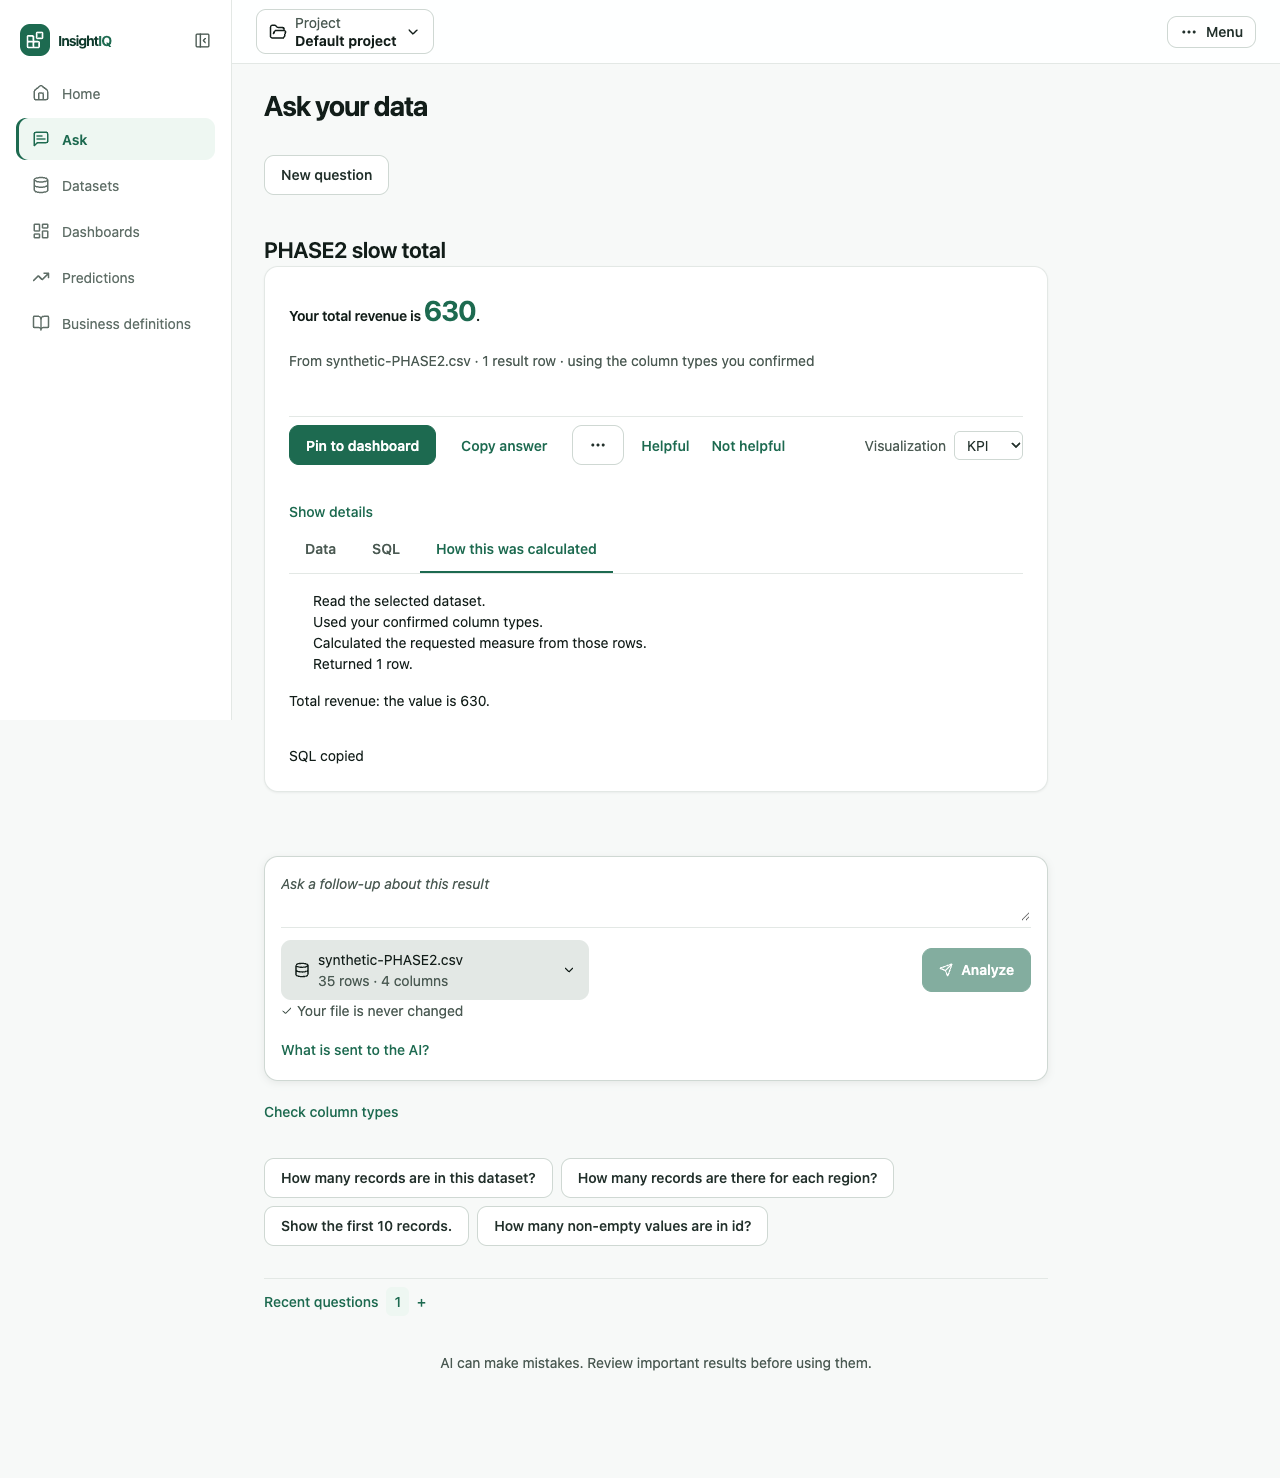 InsightIQ
Project
Default project
Menu
Home
Ask
Datasets
Dashboards
Predictions
Business definitions
Ask your data
New question
PHASE2 slow total
Your total revenue is 630.
From synthetic-PHASE2.csv · 1 result row · using the column types you confirmed
Pin to dashboard
Copy answer
Helpful
Not helpful
Visualization
KPI
Show details
Data
SQL
How this was calculated
Read the selected dataset.
Used your confirmed column types.
Calculated the requested measure from those rows.
Returned 1 row.
Total revenue: the value is 630.
SQL copied
Ask a follow-up about this result
synthetic-PHASE2.csv
35 rows · 4 columns
Analyze
✓ Your file is never changed
What is sent to the AI?
Check column types
How many records are in this dataset?
How many records are there for each region?
Show the first 10 records.
How many non-empty values are in id?
Recent questions 1 +
AI can make mistakes. Review important results before using them.